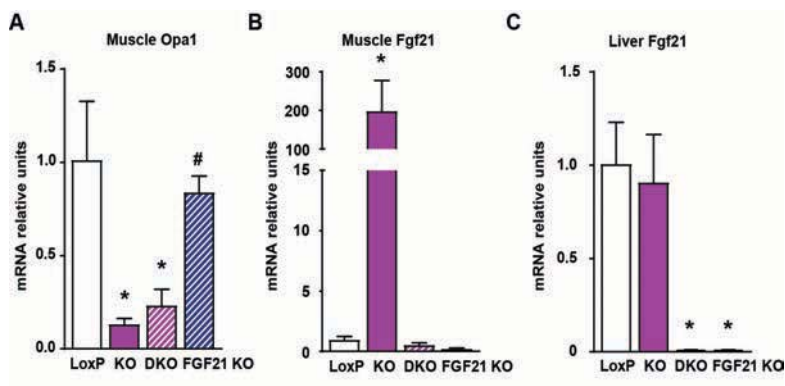 A
Muscle Opa1
mRNA relative units
1.5
1.0
0.5
0.0
*
*
#
LoxP KO DKO FGF21 KO
B
Muscle Fgf21
mRNA relative units
300
200
100
15
10
5
0
*
LoxP KO DKO FGF21 KO
C
Liver Fgf21
mRNA relative units
1.5
1.0
0.5
0
*
*
LoxP KO DKO FGF21 KO